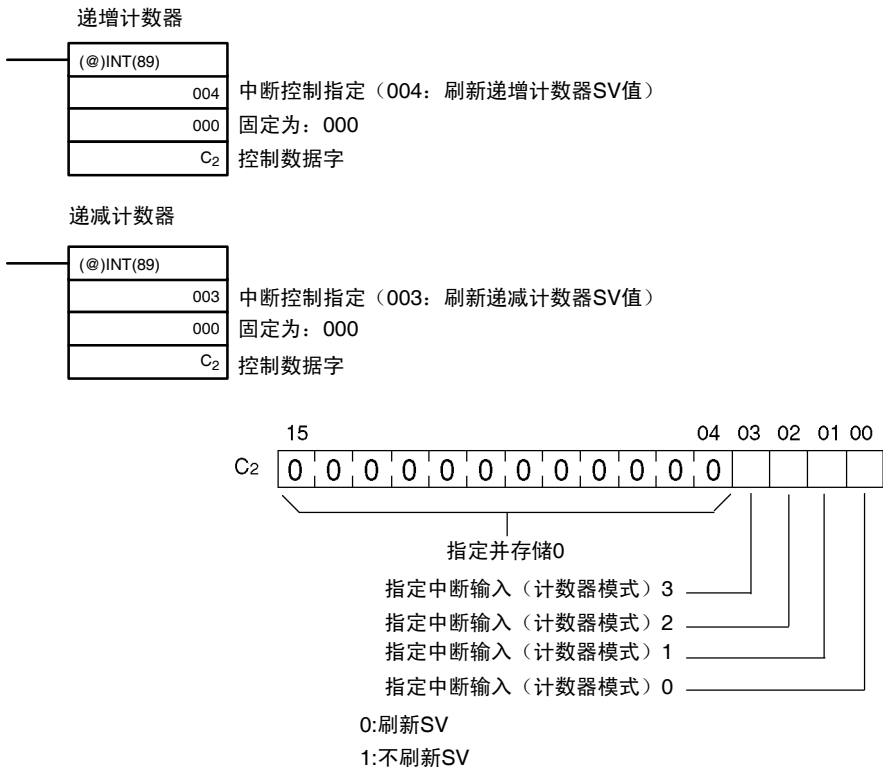 递增计数器
(@)INT(89)
004 中断控制指定（004：刷新递增计数器SV值）
000 固定为：000
C2 控制数据字
递减计数器
(@)INT(89)
003 中断控制指定（003：刷新递减计数器SV值）
000 固定为：000
C2 控制数据字
15 04 03 02 01 00
C2 0 0 0 0 0 0 0 0 0 0 0 0
指定并存储0
指定中断输入（计数器模式）3
指定中断输入（计数器模式）2
指定中断输入（计数器模式）1
指定中断输入（计数器模式）0
0:刷新SV
1:不刷新SV